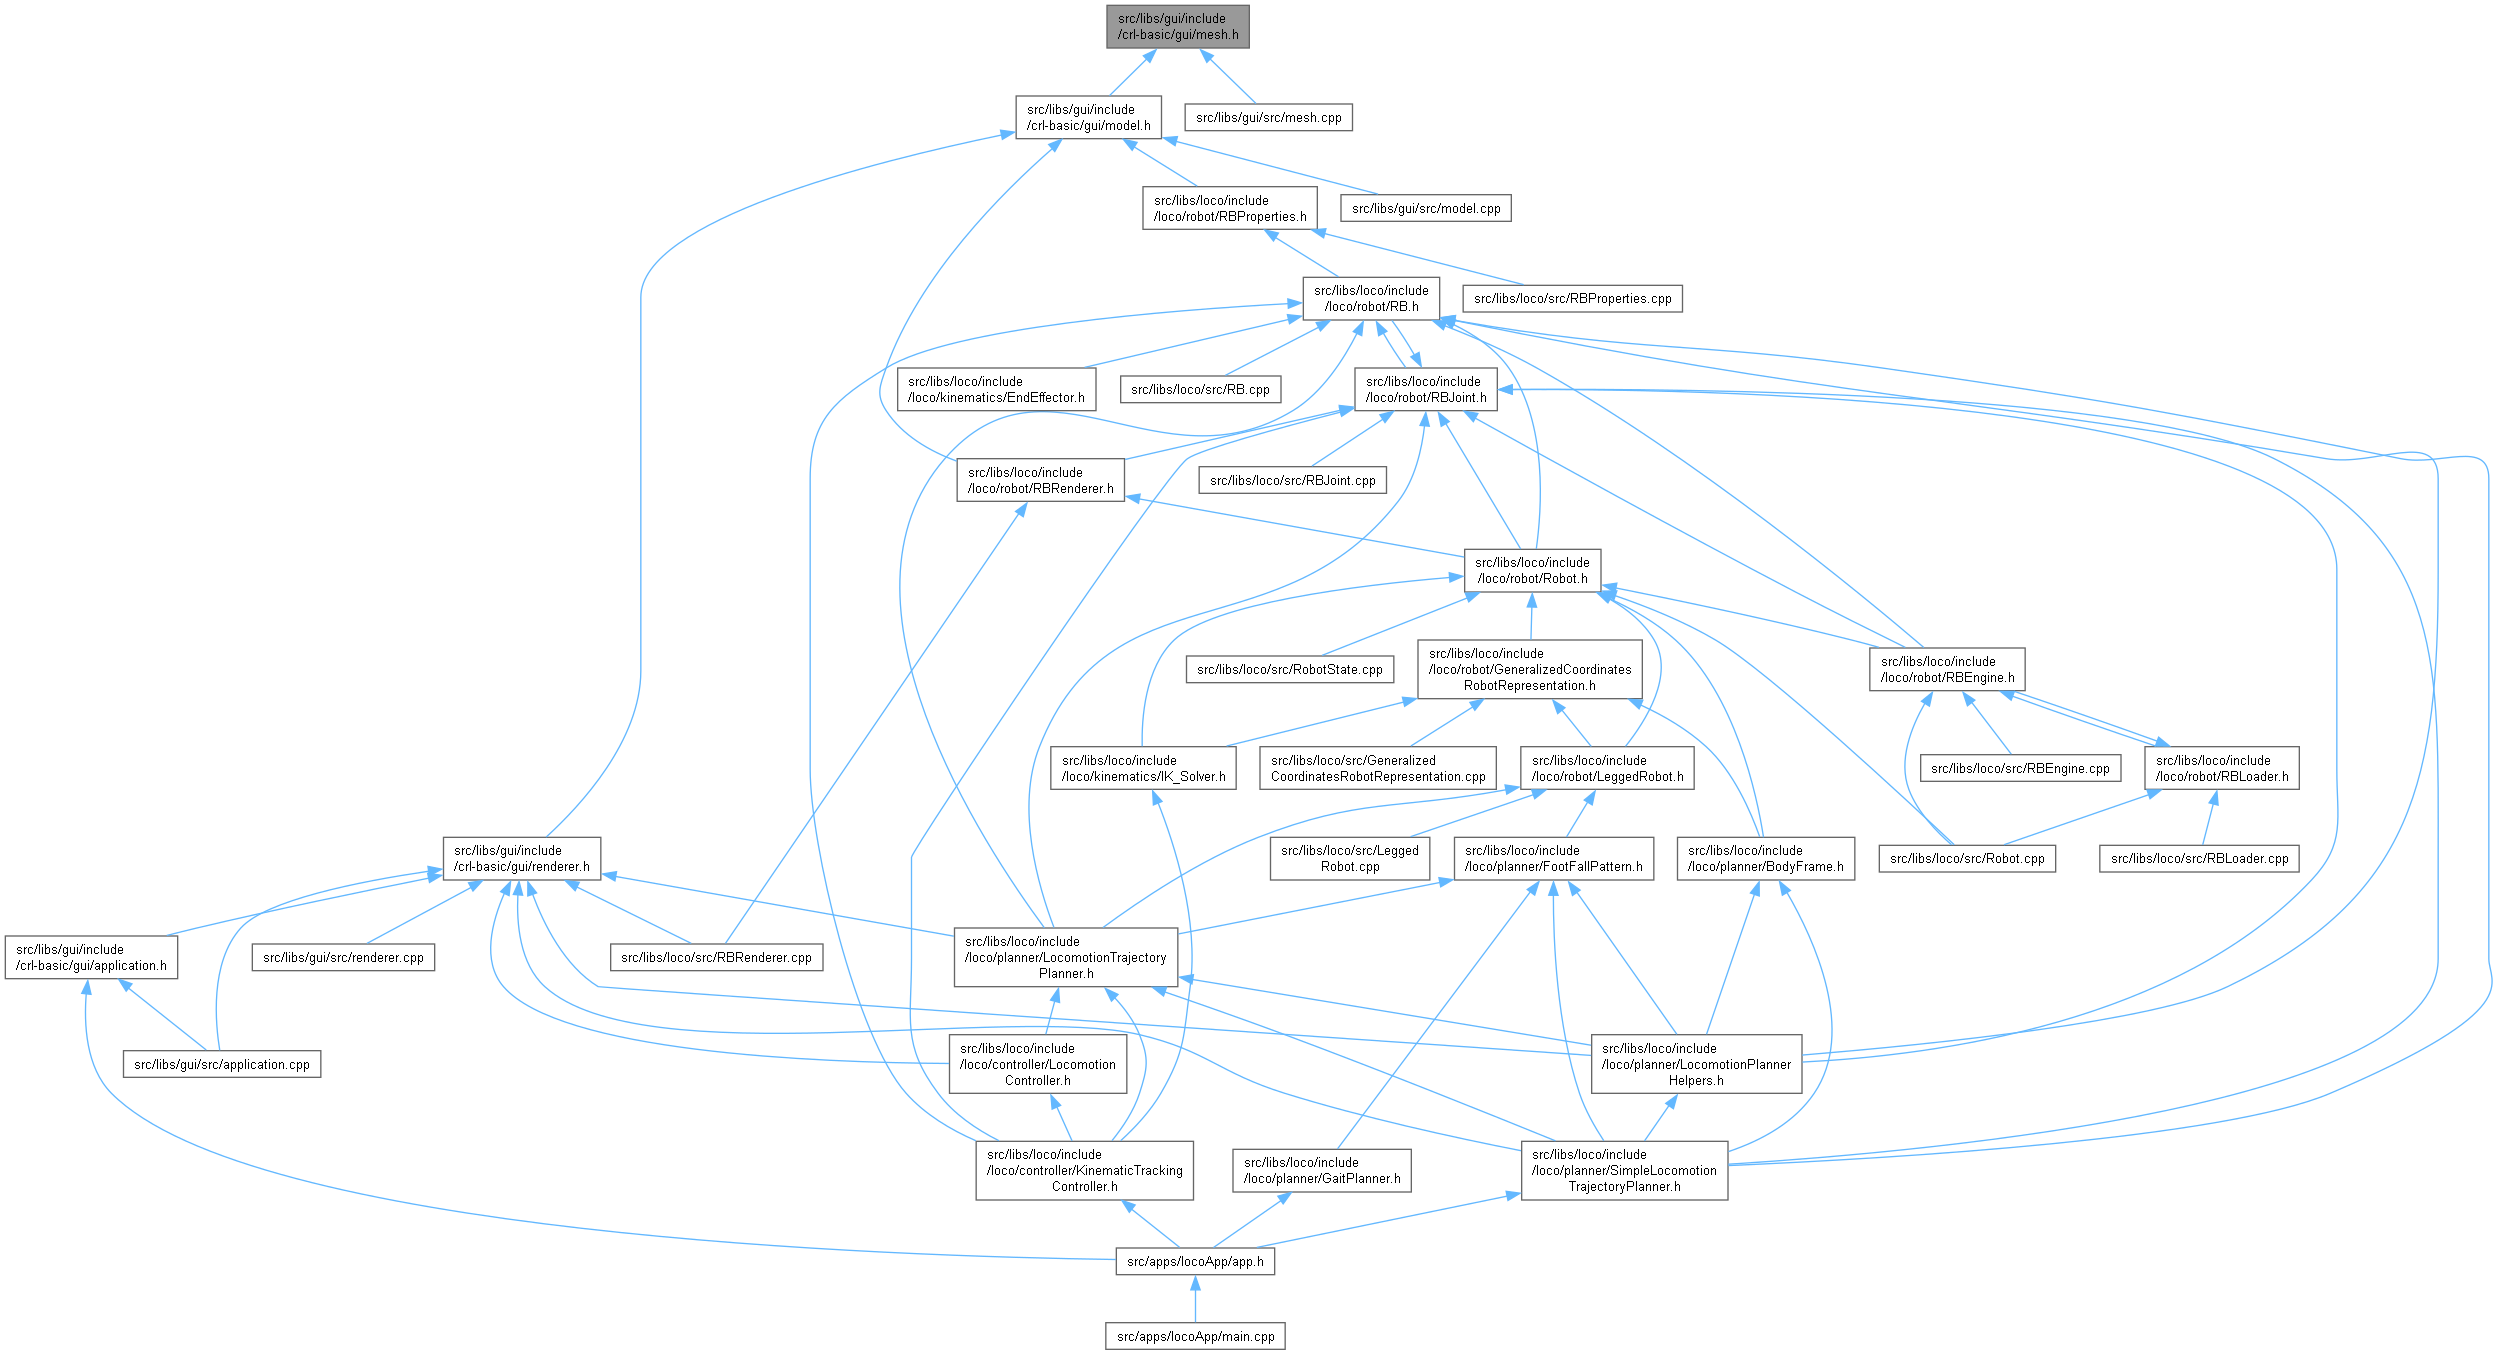 src/libs/gui/include
/crl-basic/gui/mesh.h
src/libs/gui/include
/crl-basic/gui/model.h
src/libs/gui/src/mesh.cpp
src/libs/loco/include
/loco/robot/RBProperties.h
src/libs/gui/src/model.cpp
src/libs/loco/include
/loco/robot/RB.h
src/libs/loco/src/RBProperties.cpp
src/libs/loco/include
/loco/kinematics/EndEffector.h
src/libs/loco/src/RB.cpp
src/libs/loco/include
/loco/robot/RBJoint.h
src/libs/loco/include
/loco/robot/RBRenderer.h
src/libs/loco/src/RBJoint.cpp
src/libs/loco/include
/loco/robot/Robot.h
src/libs/loco/src/RobotState.cpp
src/libs/loco/include
/loco/robot/GeneralizedCoordinates
RobotRepresentation.h
src/libs/loco/include
/loco/robot/RBEngine.h
src/libs/loco/include
/loco/kinematics/IK_Solver.h
src/libs/loco/src/Generalized
CoordinatesRobotRepresentation.cpp
src/libs/loco/include
/loco/robot/LeggedRobot.h
src/libs/loco/src/RBEngine.cpp
src/libs/loco/include
/loco/robot/RBLoader.h
src/libs/gui/include
/crl-basic/gui/renderer.h
src/libs/loco/src/Legged
Robot.cpp
src/libs/loco/include
/loco/planner/FootFallPattern.h
src/libs/loco/include
/loco/planner/BodyFrame.h
src/libs/loco/src/Robot.cpp
src/libs/loco/src/RBLoader.cpp
src/libs/gui/include
/crl-basic/gui/application.h
src/libs/gui/src/renderer.cpp
src/libs/loco/src/RBRenderer.cpp
src/libs/loco/include
/loco/planner/LocomotionTrajectory
Planner.h
src/libs/gui/src/application.cpp
src/libs/loco/include
/loco/controller/Locomotion
Controller.h
src/libs/loco/include
/loco/planner/LocomotionPlanner
Helpers.h
src/libs/loco/include
/loco/controller/KinematicTracking
Controller.h
src/libs/loco/include
/loco/planner/GaitPlanner.h
src/libs/loco/include
/loco/planner/SimpleLocomotion
TrajectoryPlanner.h
src/apps/locoApp/app.h
src/apps/locoApp/main.cpp